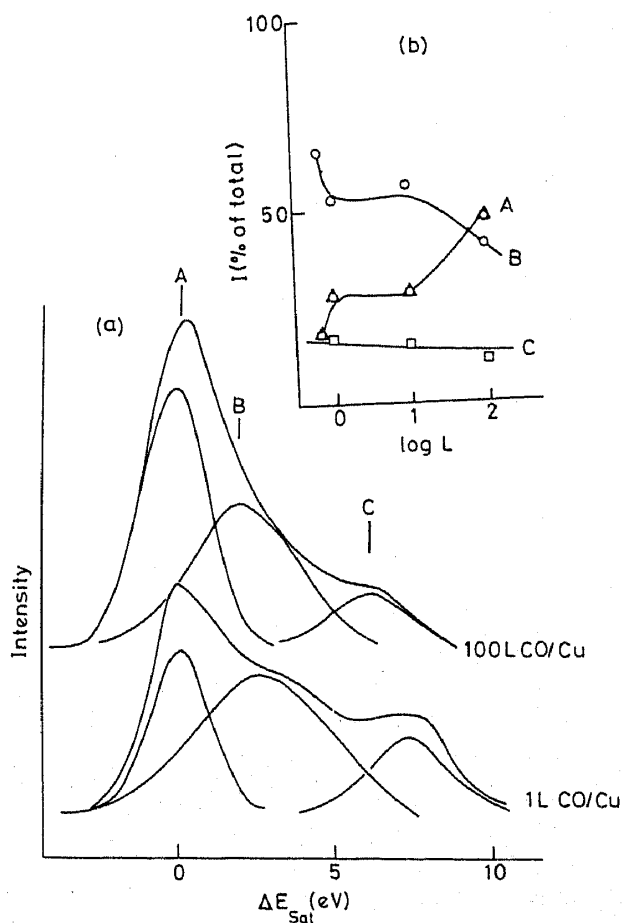 100
(b)
I (% of total)
50
A
B
C
0
1
2
log L
A
(a)
B
C
Intensity
100L CO/Cu
1L CO/Cu
0
5
10
ΔE_Sat (eV)